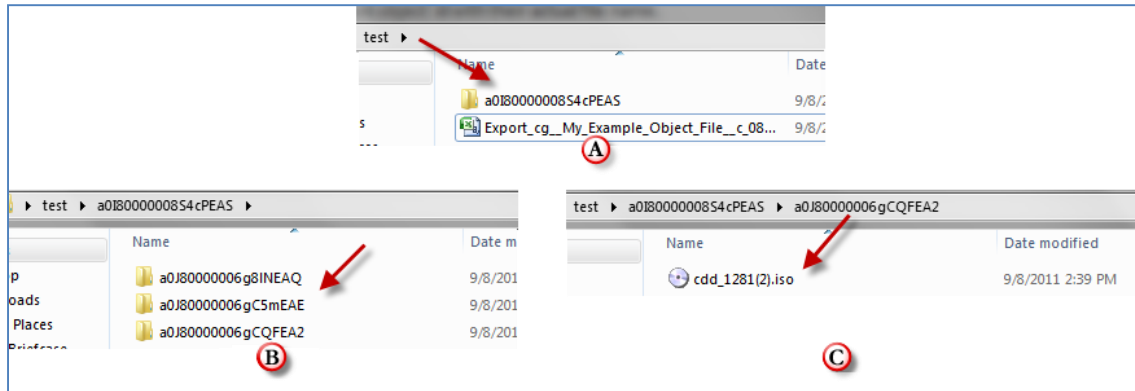 test
Name Date
a0I80000008S4cPEAS 9/8/2
Export_cg__My_Example_Object_File__c_08... 9/8/2
A
test a0I80000008S4cPEAS
Name Date m
a0J80000006g8INEAQ 9/8/201
a0J80000006gC5mEAE 9/8/201
a0J80000006gCQFEA2 9/8/201
oads
Places
B
test a0I80000008S4cPEAS a0J80000006gCQFEA2
Name Date modified
cdd_1281(2).iso 9/8/2011 2:39 PM
C